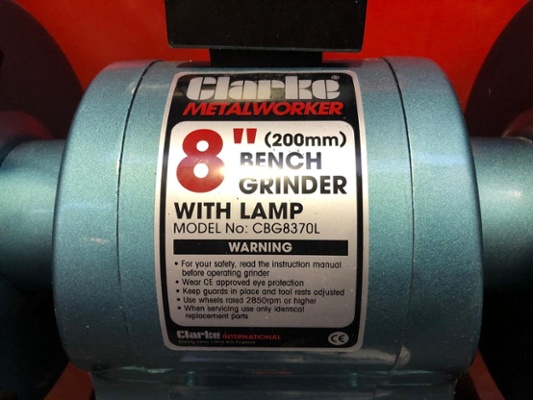 Clarke®
METALWORKER
8" (200mm)
BENCH
GRINDER
WITH LAMP
MODEL No: CBG8370L
WARNING
• For your safety, read the instruction manual
before operating grinder
• Wear CE approved eye protection
• Keep guards in place and tool rests adjusted
• Use wheels rated 2850rpm or higher
• When servicing use only identical
replacement parts
Clarke INTERNATIONAL
CE